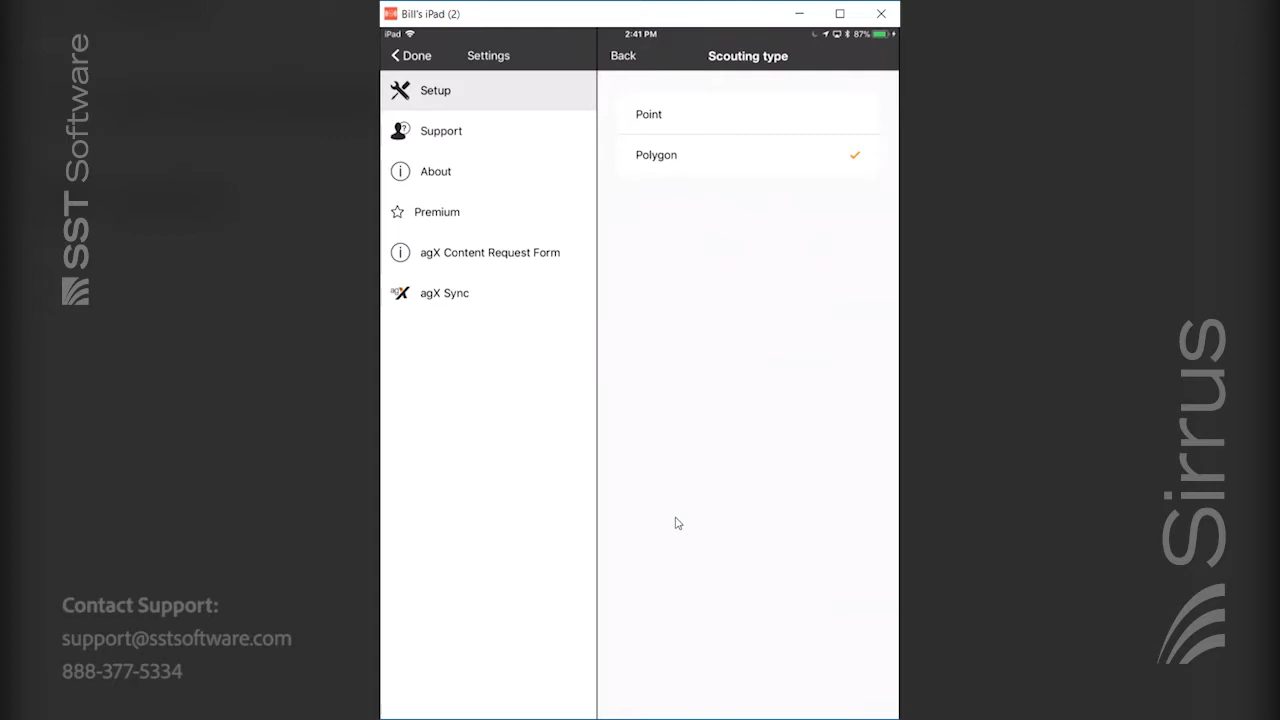 Bill's iPad (2)
iPad
2:41 PM
87%
Done
Settings
Back
Scouting type
Setup
Support
About
Premium
agX Content Request Form
agX
agX Sync
Point
Polygon
SST Software
Sirrus
Contact Support:
support@sstsoftware.com
888-377-5334